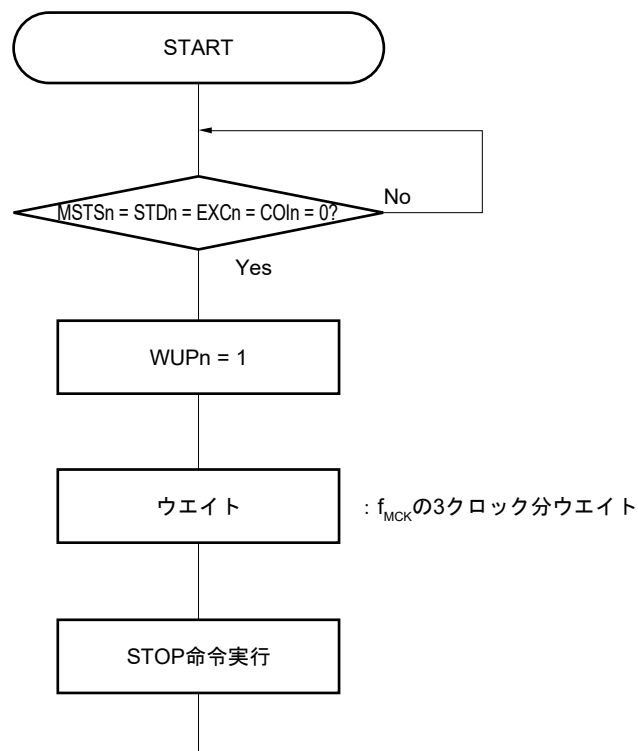 START
MSTSn = STDn = EXCn = COIn = 0?
No
Yes
WUPn = 1
ウエイト
: fMCKの3クロック分ウエイト
STOP命令実行